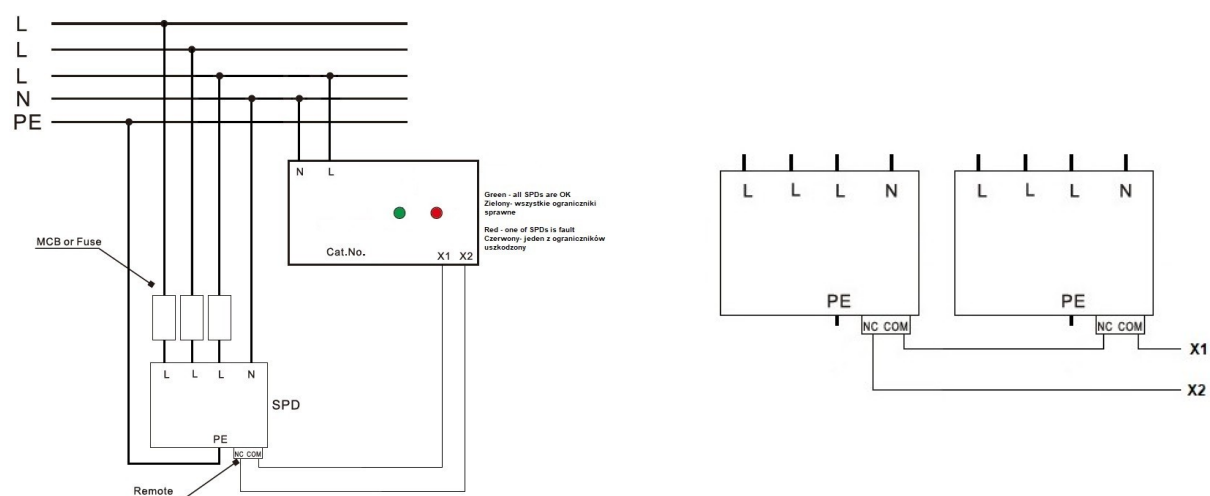 L
L
L
N
PE
N L
Green - all SPDs are OK
Zielony- wszystkie ograniczniki
sprawne
Red - one of SPDs is fault
Czerwony- jeden z ograniczników
uszkodzony
Cat.No. X1 X2
MCB or Fuse
L L L N
SPD
PE
NC COM
Remote
L L L N
PE
NC COM
L L L N
PE
NC COM
X1
X2